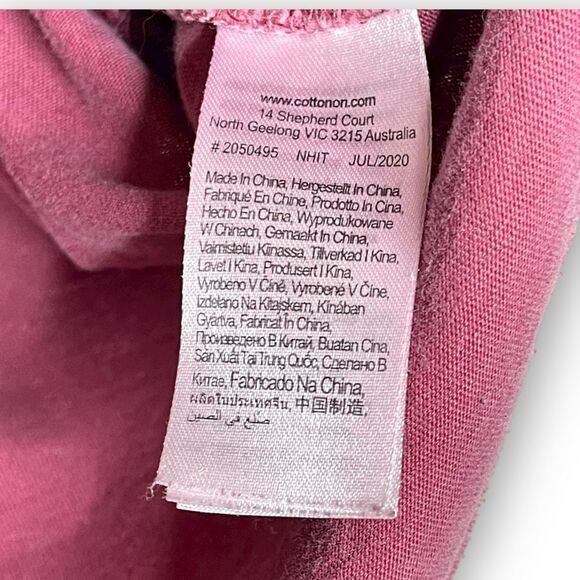 www.cottonon.com
14 Shepherd Court
North Geelong VIC 3215 Australia
# 2050495 NHIT JUL/2020
Made In China, Hergestellt In China,
Fabriqué En Chine, Prodotto In Cina,
Hecho En China, Wyprodukowane
W Chinach, Gemaakt In China,
Valmistettu Kiinassa, Tillverkad I Kina,
Lavet I Kina, Produsert I Kina,
Vyrobeno V Číně, Vyrobené V Číne,
Izdelano Na Kitajskem, Kínában
Gyártva, Fabricat În China,
Произведено В Китай, Buatan Cina,
Sản Xuất Tại Trung Quốc, Сделано В
Китае, Fabricado Na China,
ผลิตในประเทศจีน, 中国制造,
صنع في الصين